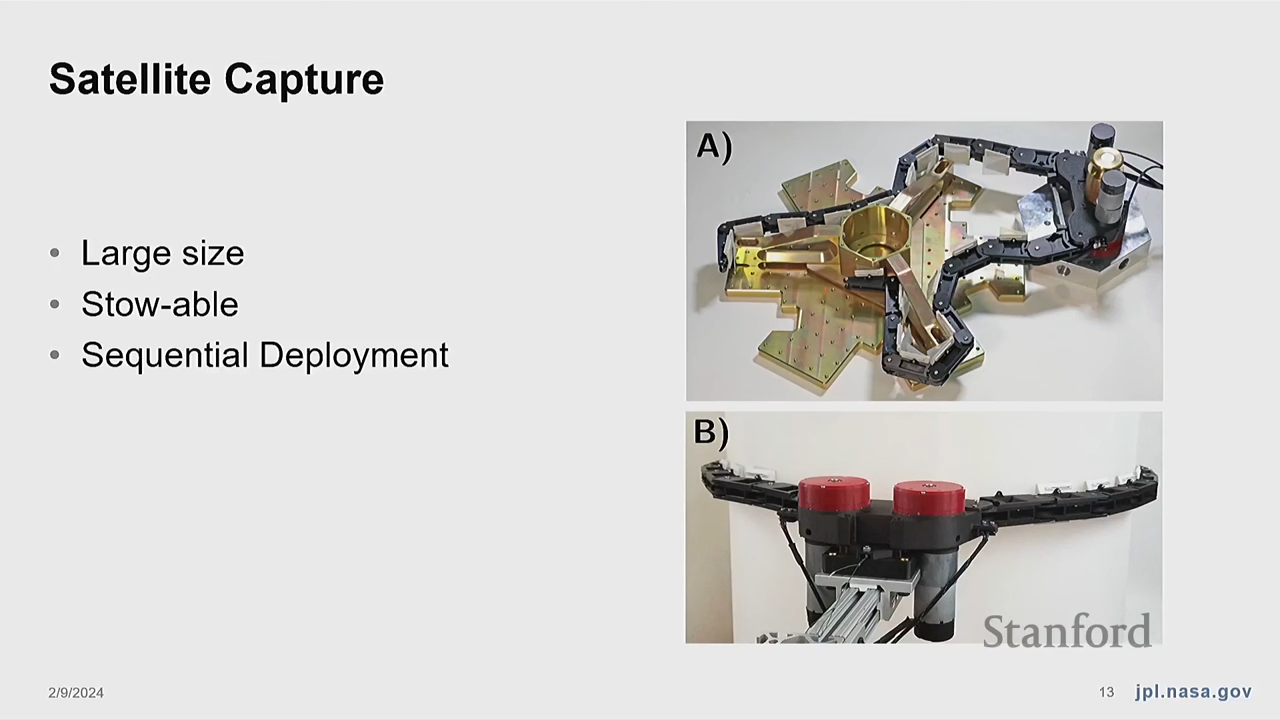 Satellite Capture
• Large size
• Stow-able
• Sequential Deployment
A)
B)
Stanford
2/9/2024
13
jpl.nasa.gov